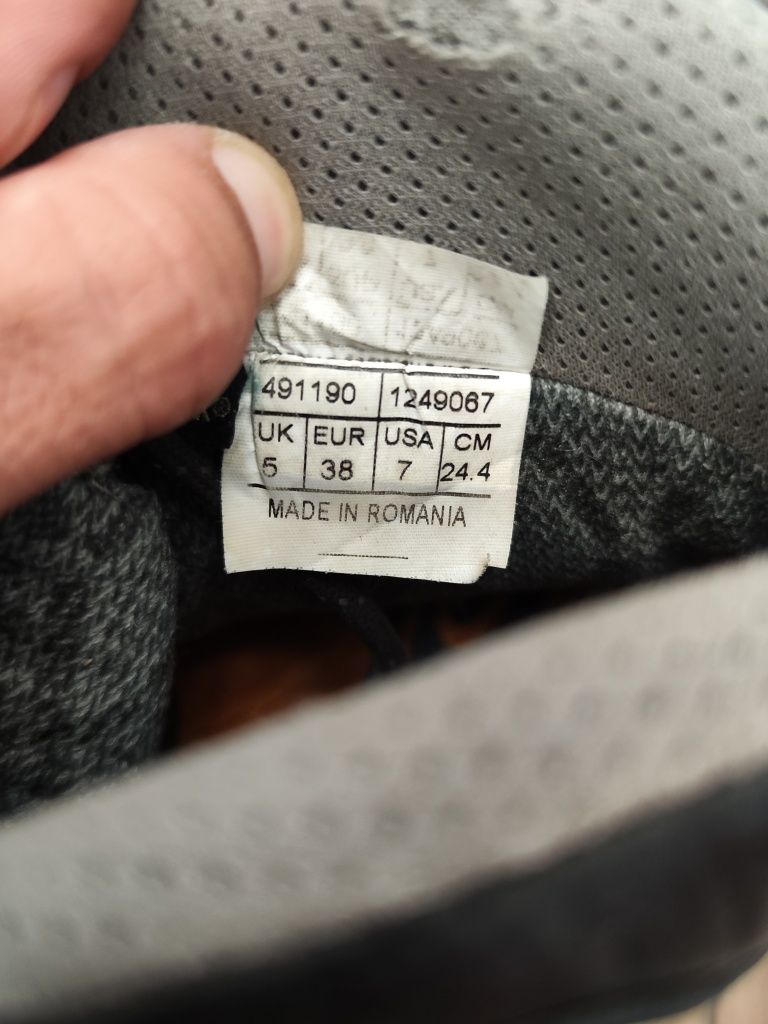 491190 1249067
UK EUR USA CM
5 38 7 24.4
MADE IN ROMANIA